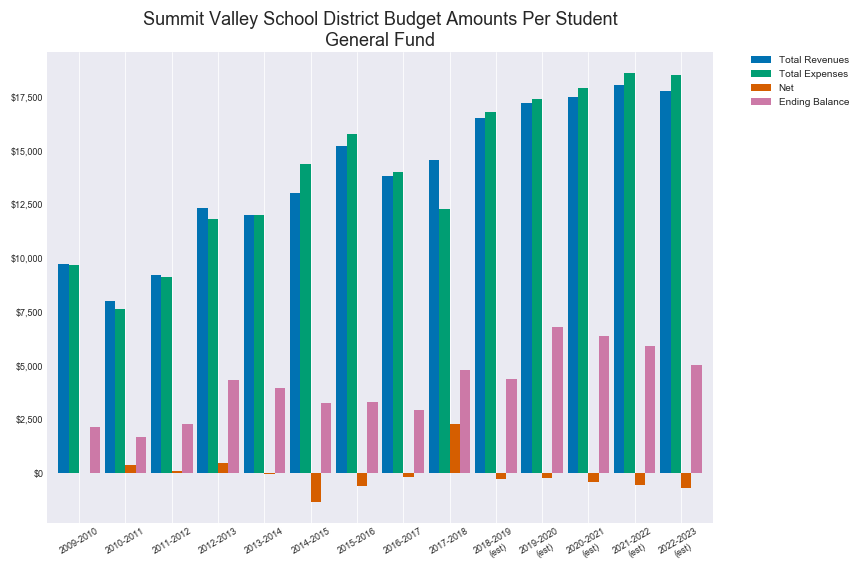 Summit Valley School District Budget Amounts Per Student
General Fund
Total Revenues
Total Expenses
Net
Ending Balance
$17,500
$15,000
$12,500
$10,000
$7,500
$5,000
$2,500
$0
2009-2010
2010-2011
2011-2012
2012-2013
2013-2014
2014-2015
2015-2016
2016-2017
2017-2018
2018-2019
(est)
2019-2020
(est)
2020-2021
(est)
2021-2022
(est)
2022-2023
(est)